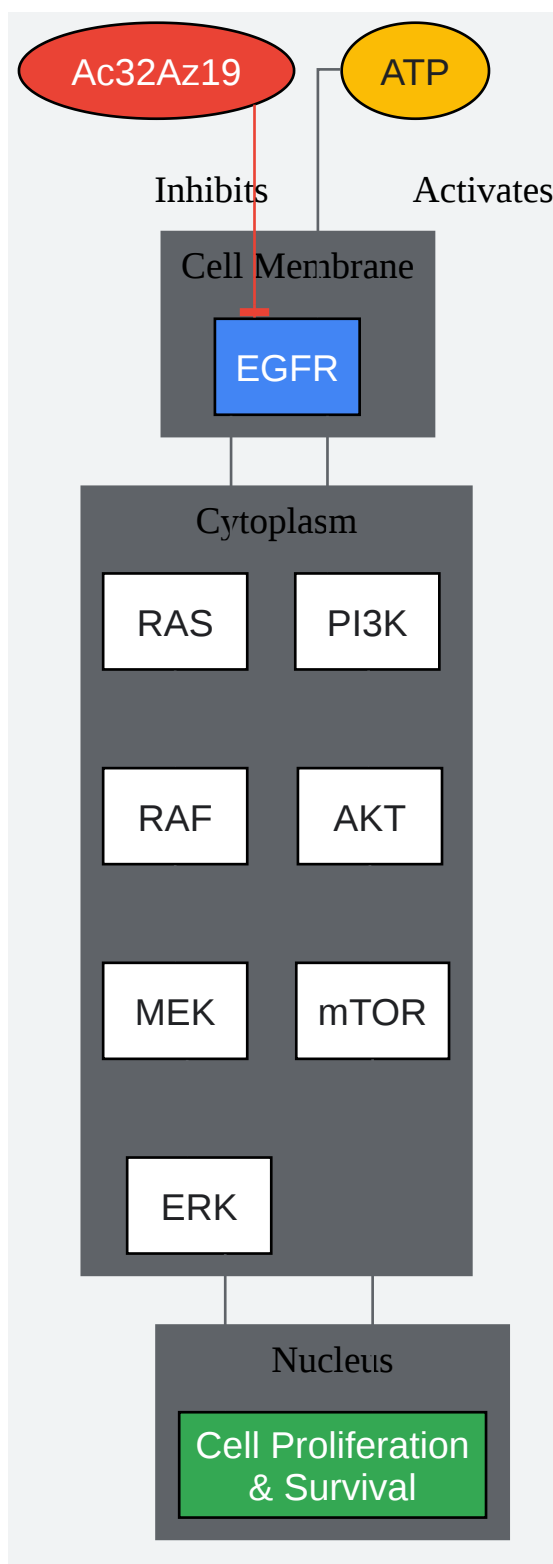 Ac32Az19
ATP
Inhibits
Activates
Cell Membrane
EGFR
Cytoplasm
RAS
PI3K
RAF
AKT
MEK
mTOR
ERK
Nucleus
Cell Proliferation
& Survival